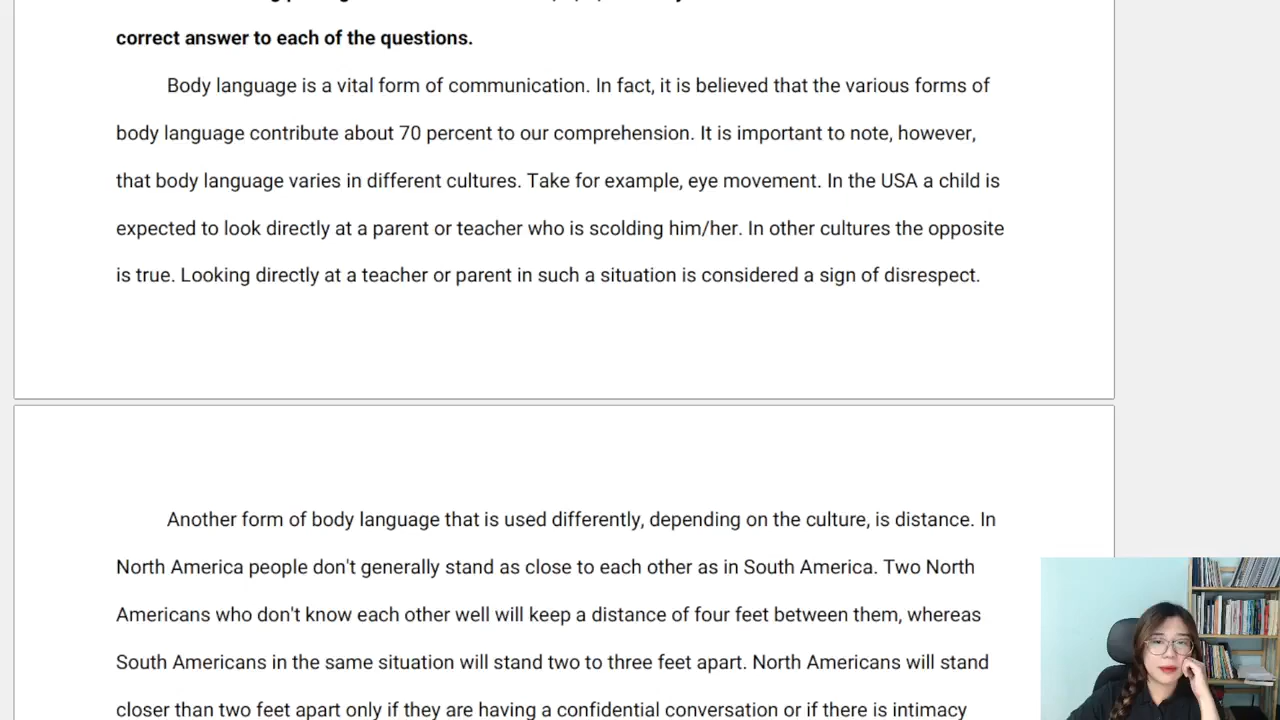 correct answer to each of the questions.
Body language is a vital form of communication. In fact, it is believed that the various forms of
body language contribute about 70 percent to our comprehension. It is important to note, however,
that body language varies in different cultures. Take for example, eye movement. In the USA a child is
expected to look directly at a parent or teacher who is scolding him/her. In other cultures the opposite
is true. Looking directly at a teacher or parent in such a situation is considered a sign of disrespect.
Another form of body language that is used differently, depending on the culture, is distance. In
North America people don't generally stand as close to each other as in South America. Two North
Americans who don't know each other well will keep a distance of four feet between them, whereas
South Americans in the same situation will stand two to three feet apart. North Americans will stand
closer than two feet apart only if they are having a confidential conversation or if there is intimacy